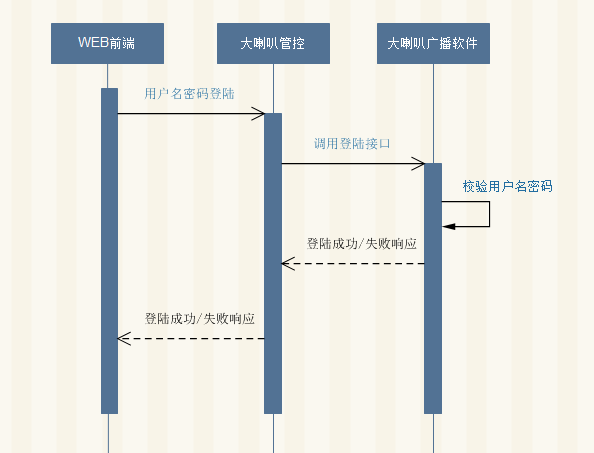 WEB前端
大喇叭管控
大喇叭广播软件
用户名密码登陆
调用登陆接口
校验用户名密码
登陆成功/失败响应
登陆成功/失败响应